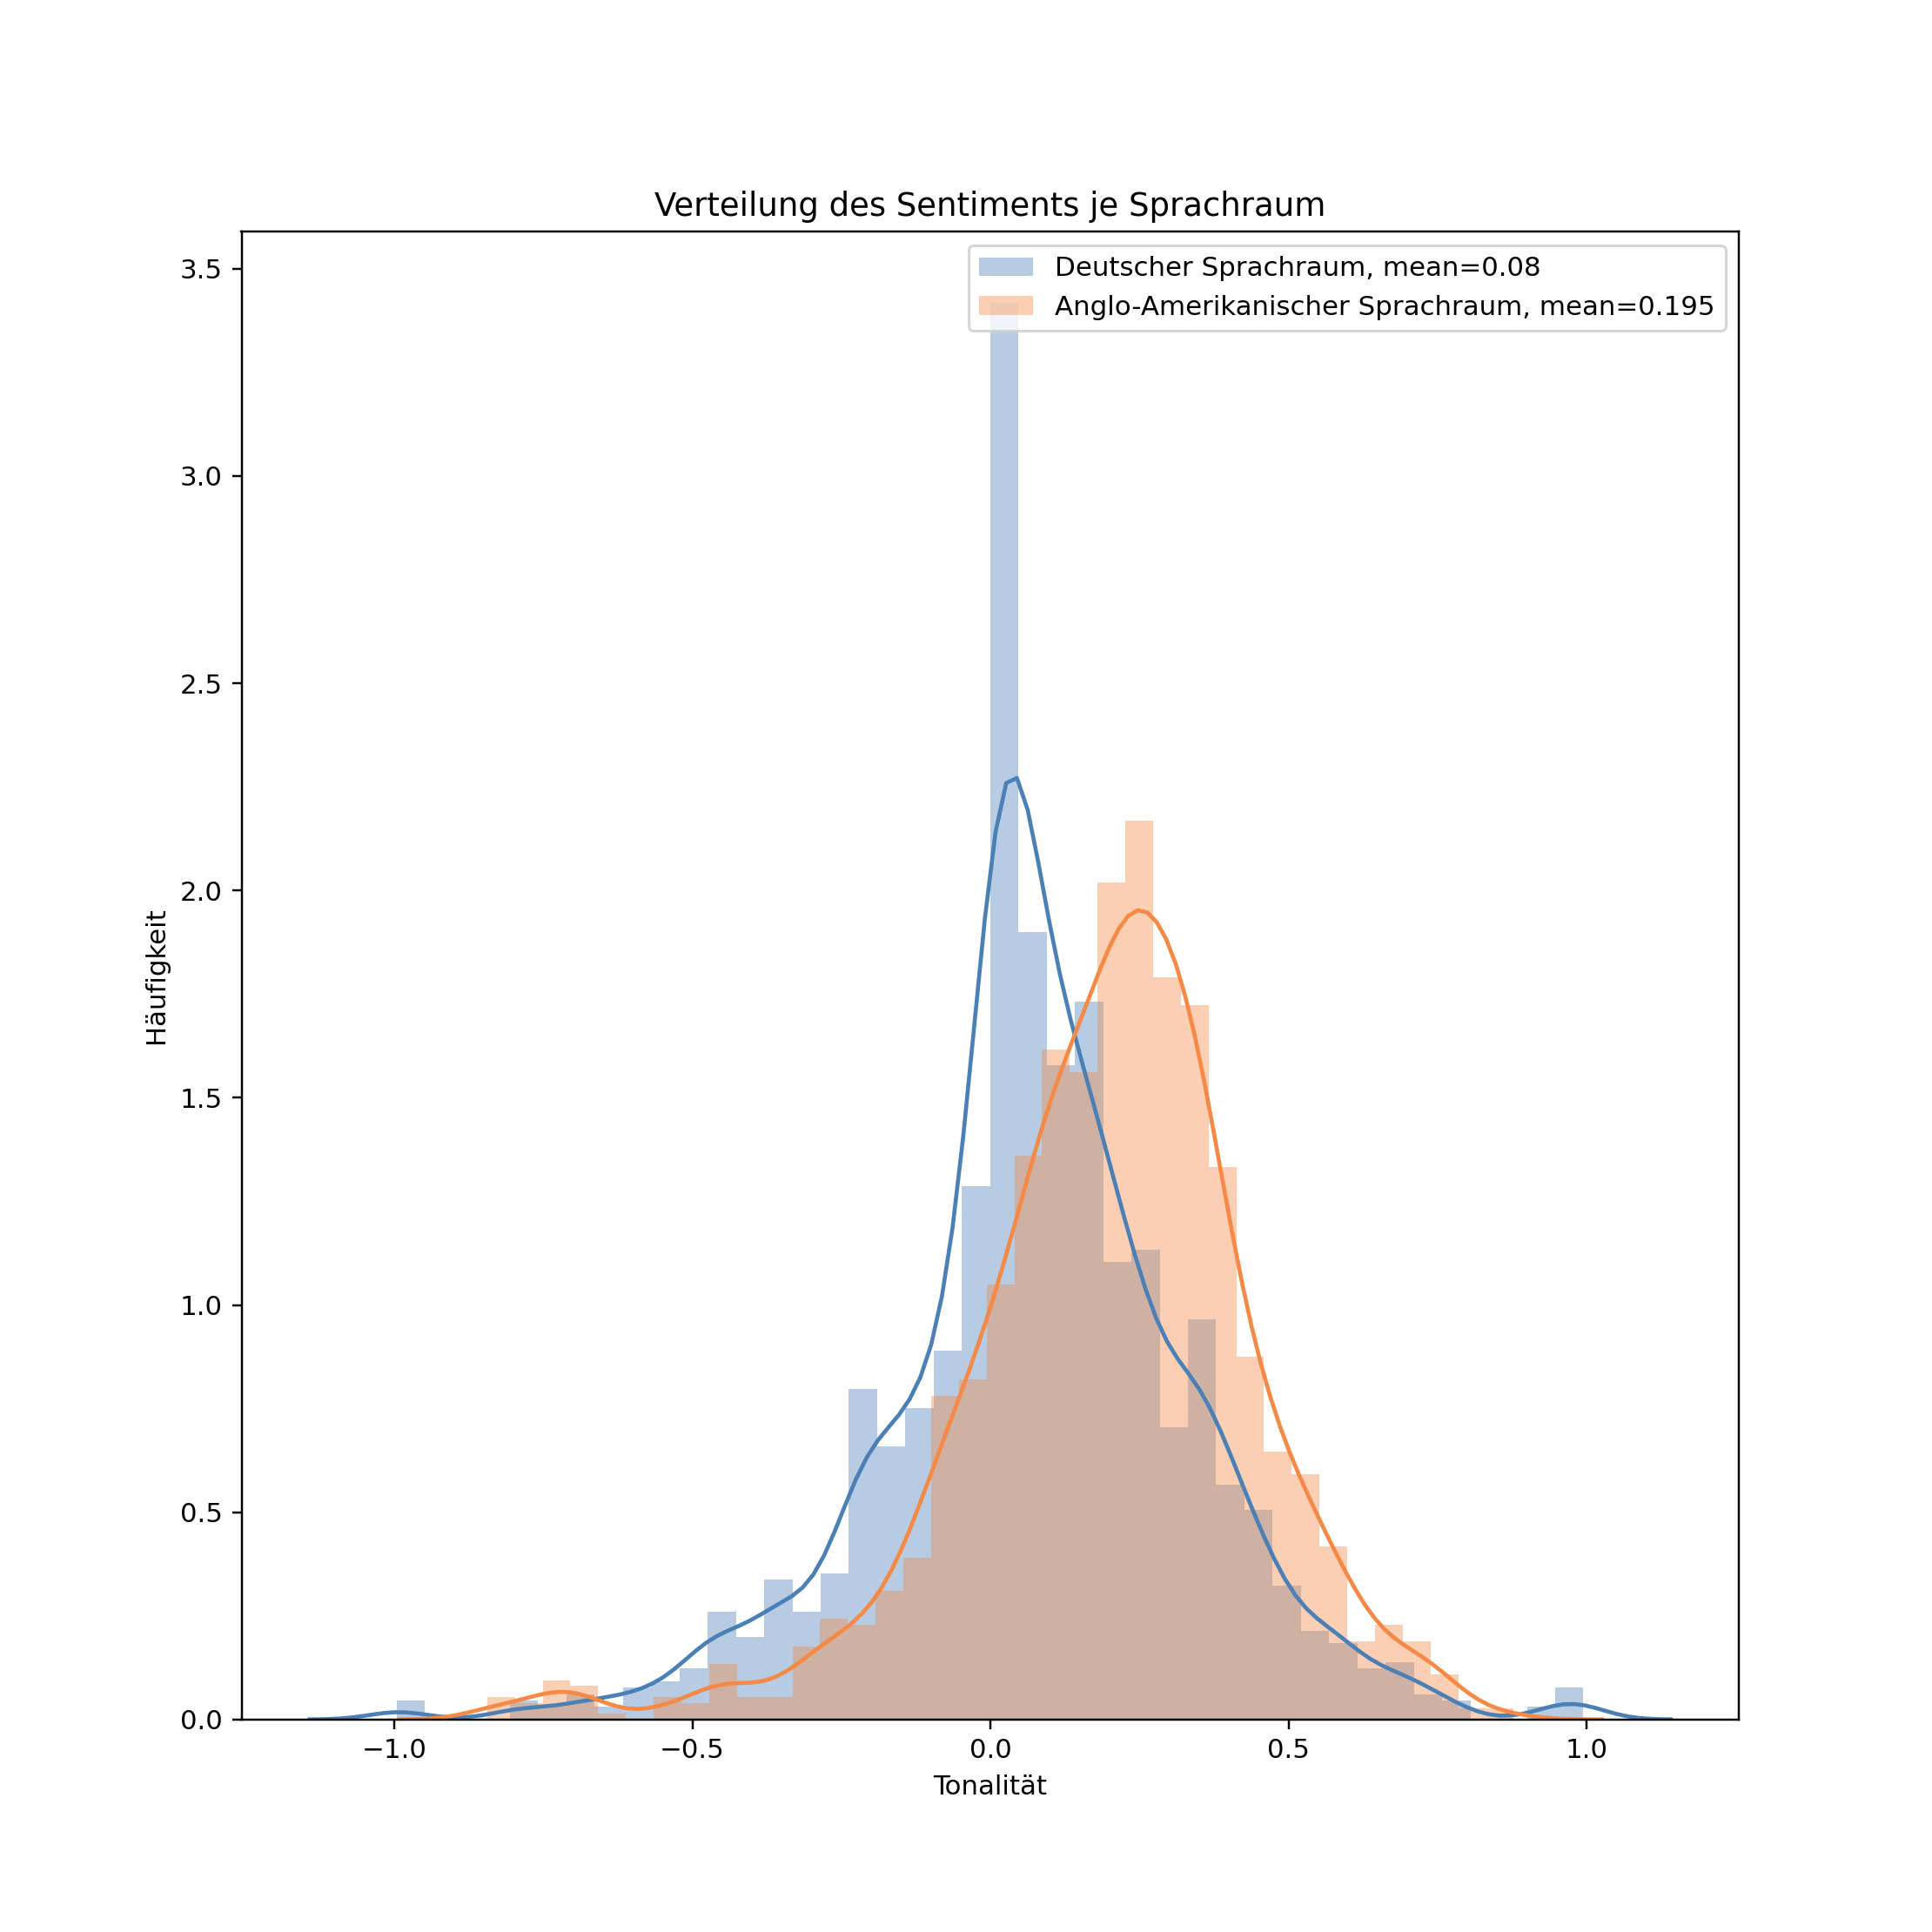 Verteilung des Sentiments je Sprachraum
Deutscher Sprachraum, mean=0.08
Anglo-Amerikanischer Sprachraum, mean=0.195
3.5
3.0
2.5
2.0
1.5
1.0
0.5
0.0
Häufigkeit
−1.0
−0.5
0.0
0.5
1.0
Tonalität